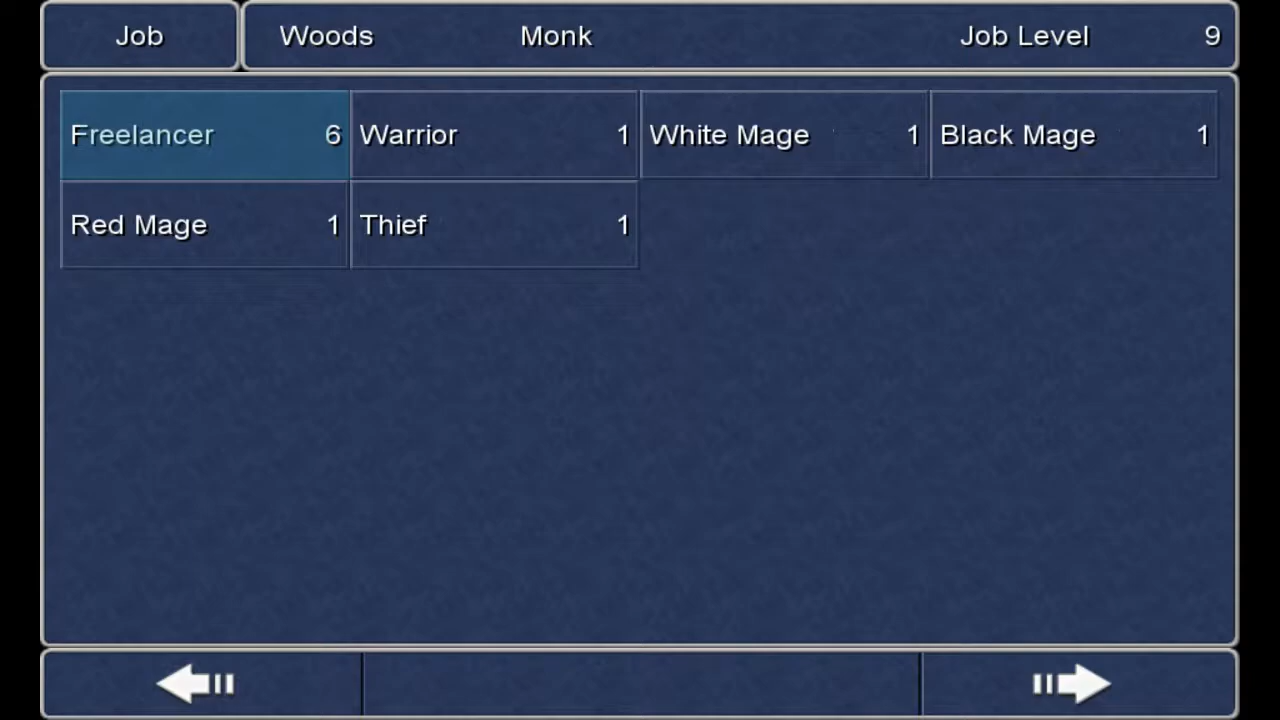 Job Woods Monk Job Level 9
Freelancer 6 Warrior 1 White Mage 1 Black Mage 1
Red Mage 1 Thief 1